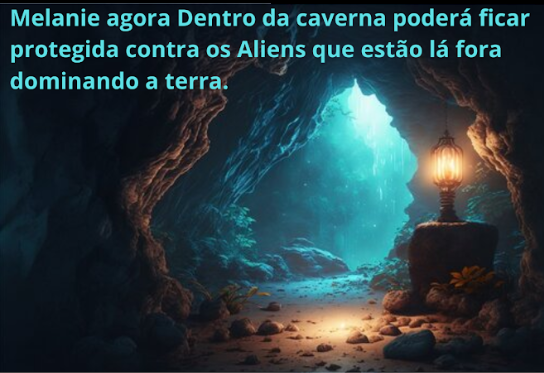 Melanie agora Dentro da caverna poderá ficar
protegida contra os Aliens que estão lá fora
dominando a terra.